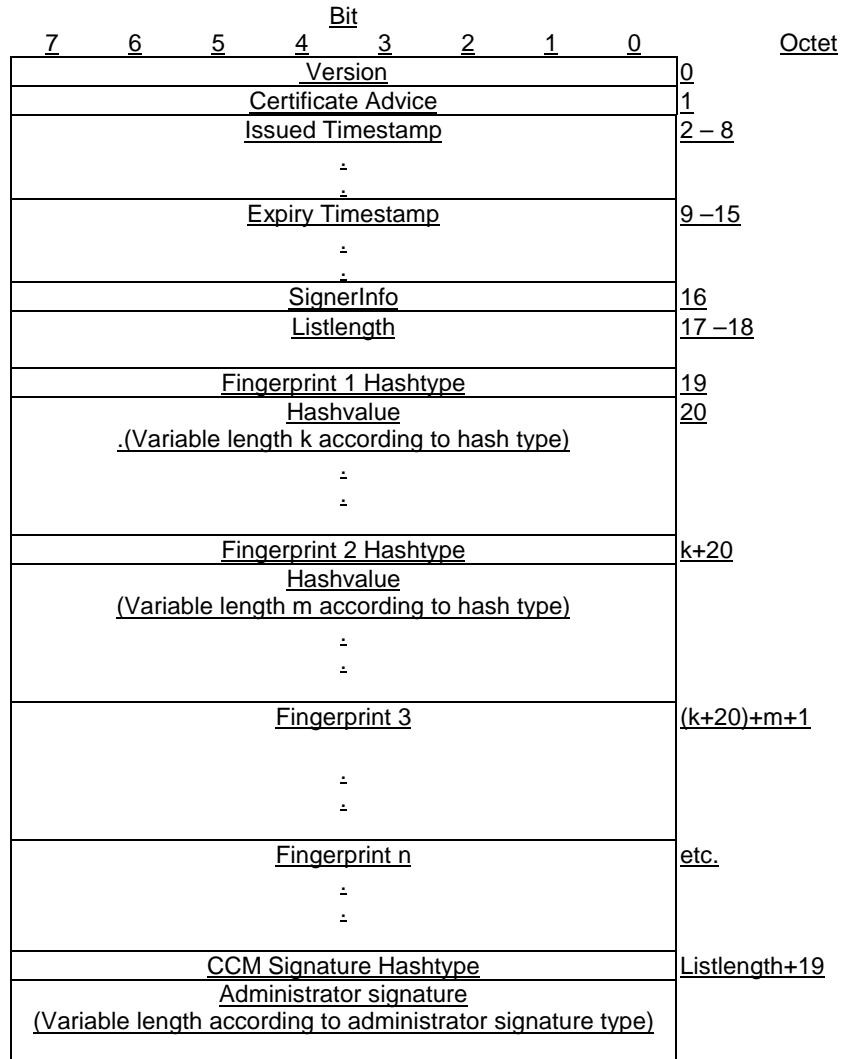 Bit
7 6 5 4 3 2 1 0 Octet
Version 0
Certificate Advice 1
Issued Timestamp 2 – 8
.
.
Expiry Timestamp 9 –15
.
.
SignerInfo 16
Listlength 17 –18
Fingerprint 1 Hashtype 19
Hashvalue 20
.(Variable length k according to hash type)
.
.
Fingerprint 2 Hashtype k+20
Hashvalue
(Variable length m according to hash type)
.
.
Fingerprint 3 (k+20)+m+1
.
.
Fingerprint n etc.
.
.
CCM Signature Hashtype Listlength+19
Administrator signature
(Variable length according to administrator signature type)